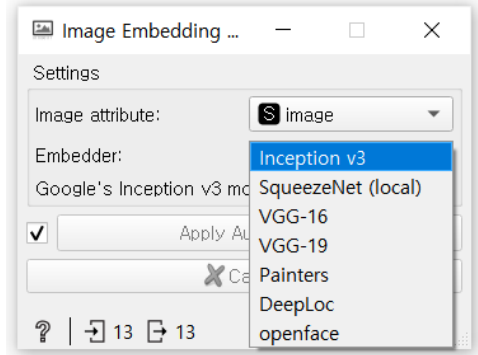 Image Embedding ...
Settings
Image attribute:
S image
Embedder:
Inception v3
Google's Inception v3 mo
SqueezeNet (local)
VGG-16
VGG-19
Painters
DeepLoc
openface
Apply Au
Ca
? 13 13